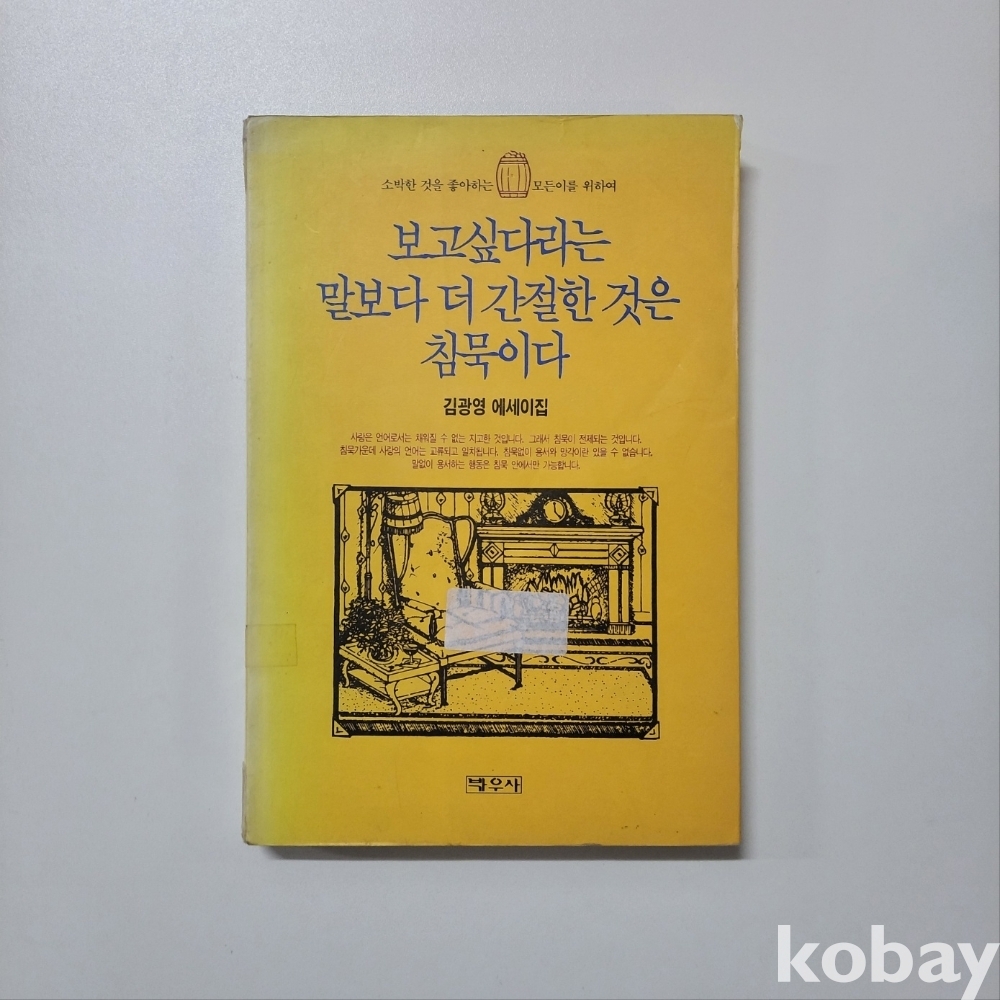 소박한 것을 좋아하는 모든이를 위하여
보고싶다라는
말보다 더 간절한 것은
침묵이다
김광영 에세이집
사랑은 언어로서는 채워질 수 없는 지고한 것입니다. 그래서 침묵이 전제되는 것입니다.
침묵가운데 사랑의 언어는 교류되고 일치됩니다. 침묵없이 용서와 망각이란 있을 수 없습니다.
말없이 용서하는 행동은 침묵 안에서만 가능합니다.
박우사
kobay